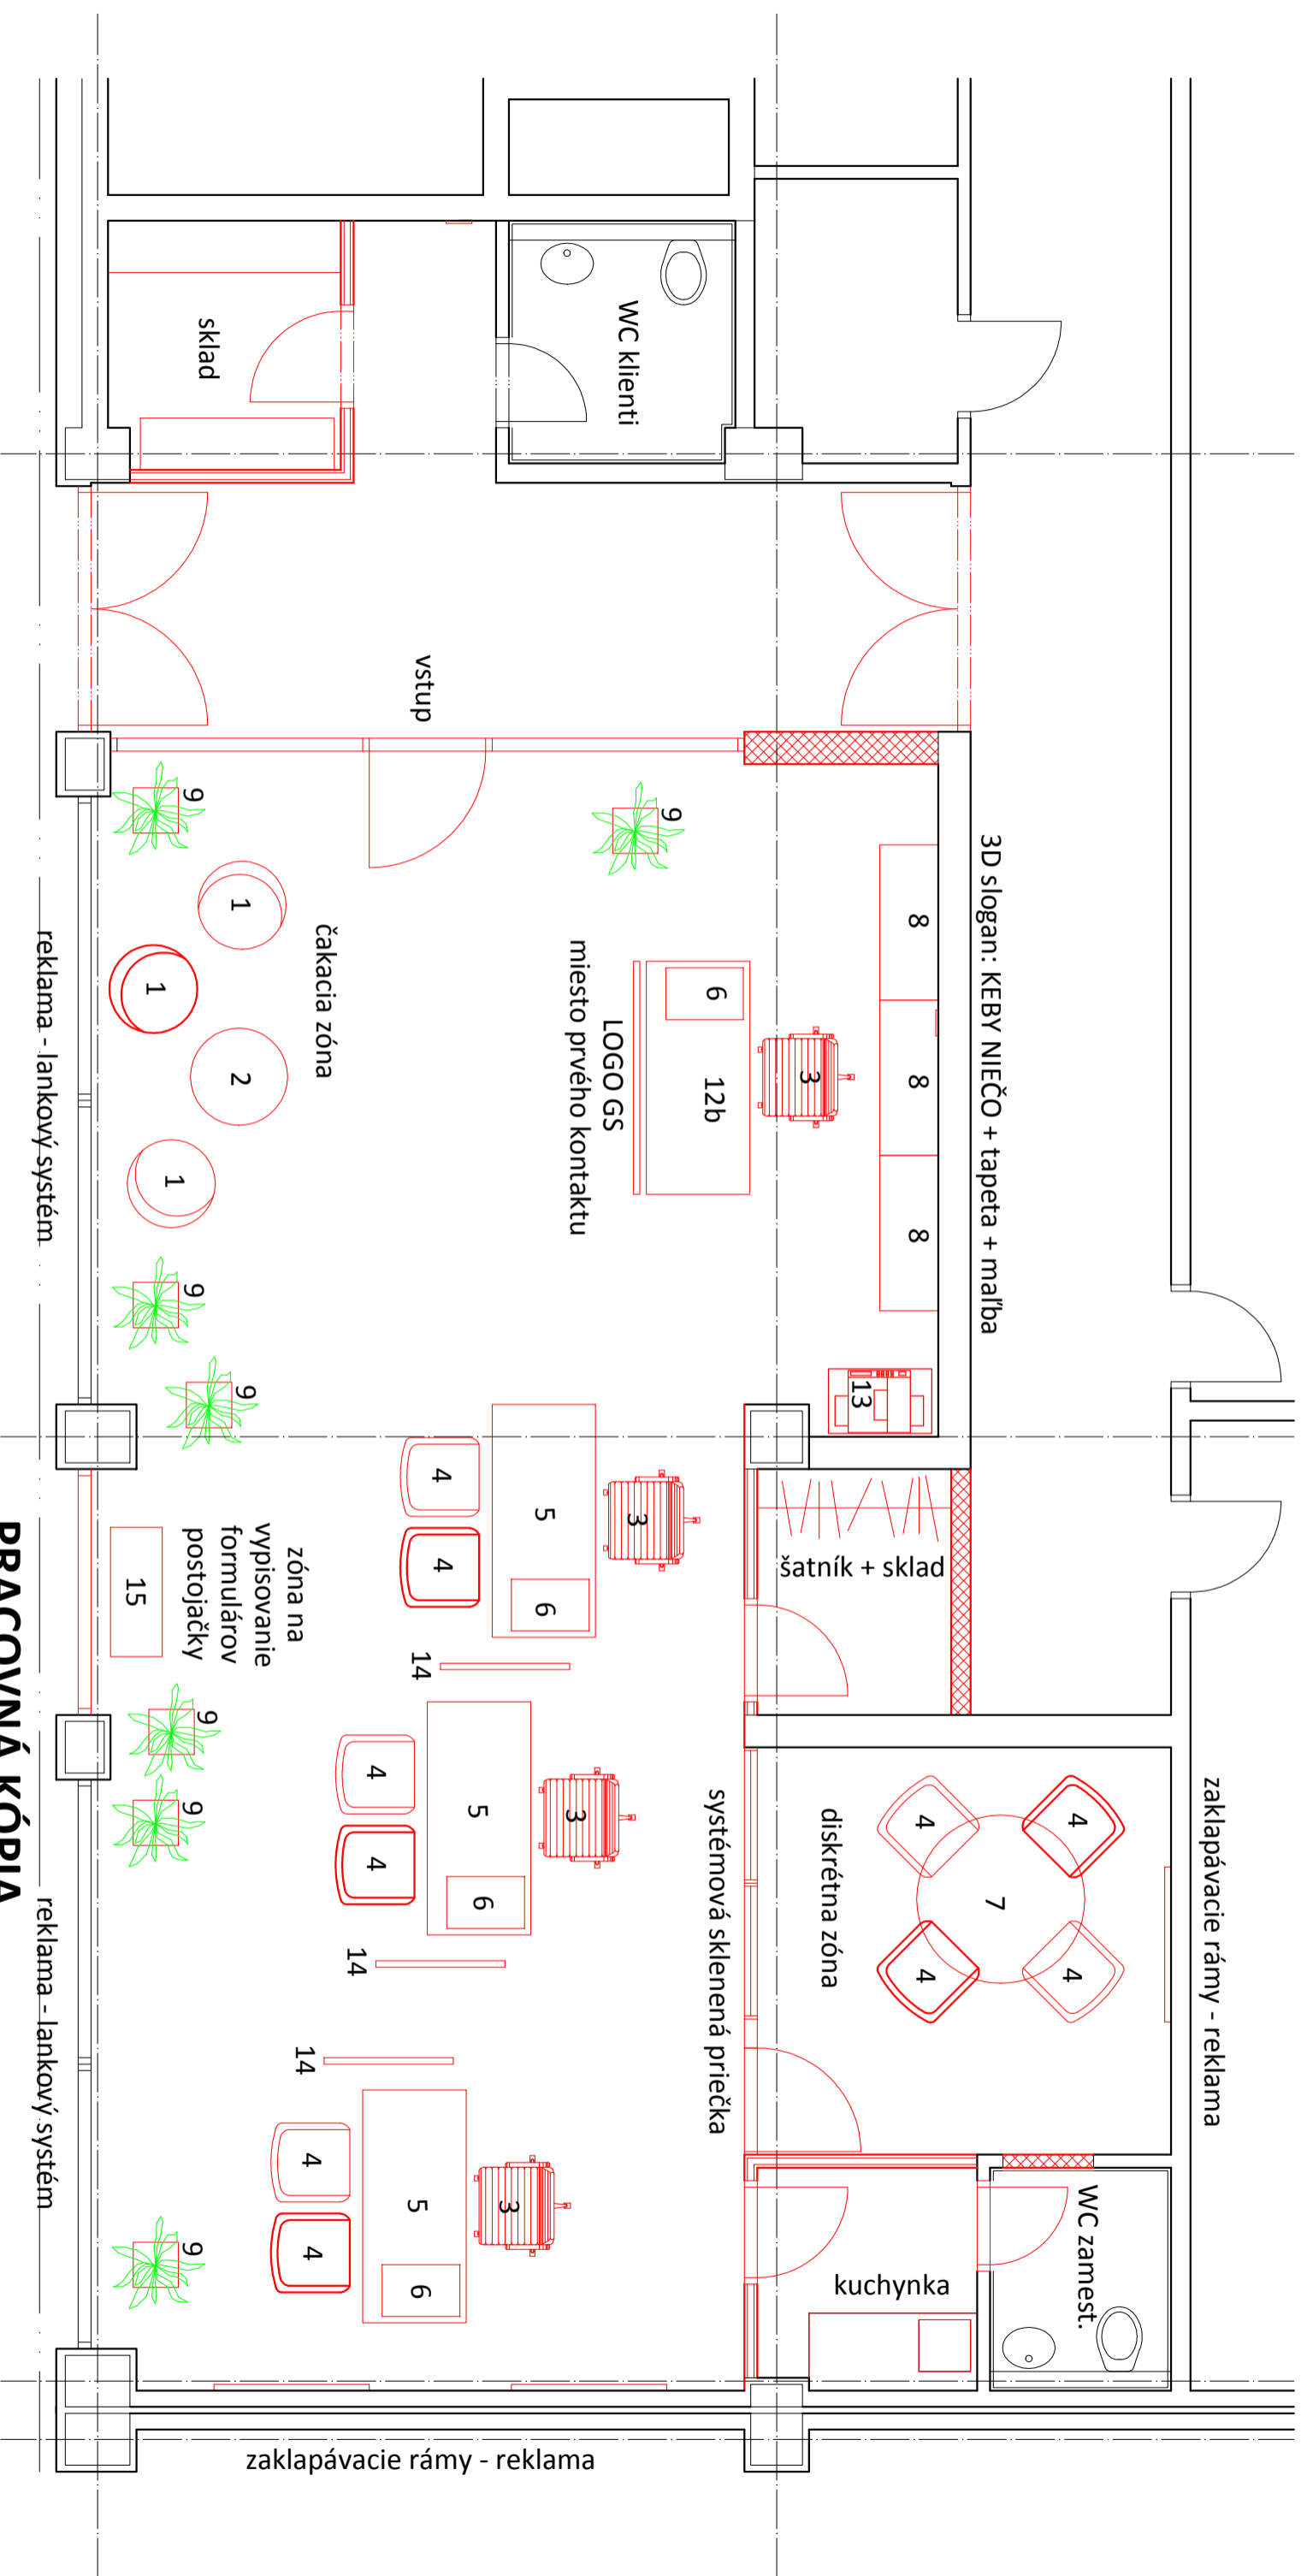 zaklapávacie rámy - reklama
3D slogan: KEBY NIEČO + tapeta + maľba
WC zamest.
4
4
7
4
4
8
8
8
13
šatník + sklad
kuchynka
diskrétna zóna
systémová sklenená priečka
3
6
12b
WC klienti
9
LOGO GS
miesto prvého kontaktu
3
5
6
4
4
14
3
5
6
4
4
14
14
3
5
6
4
4
vstup
sklad
čakacia zóna
1
2
1
1
9
9
9
zóna na
vypisovanie
formulárov
postojačky
15
9
9
9
zaklapávacie rámy - reklama
reklama - lankový systém
reklama - lankový systém
PRACOVNÁ KÓPIA